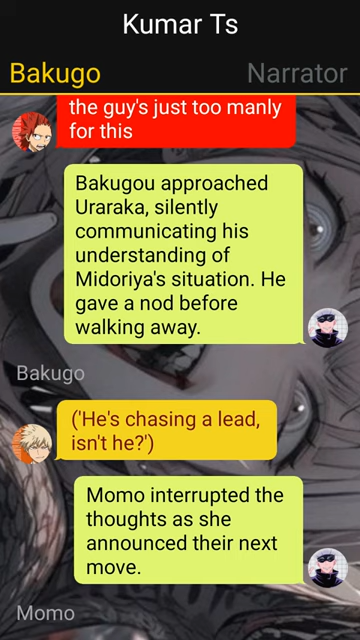 Kumar Ts
Bakugo
Narrator
the guy's just too manly
for this
Bakugou approached
Uraraka, silently
communicating his
understanding of
Midoriya's situation. He
gave a nod before
walking away.
Bakugo
('He's chasing a lead,
isn't he?')
Momo interrupted the
thoughts as she
announced their next
move.
Momo